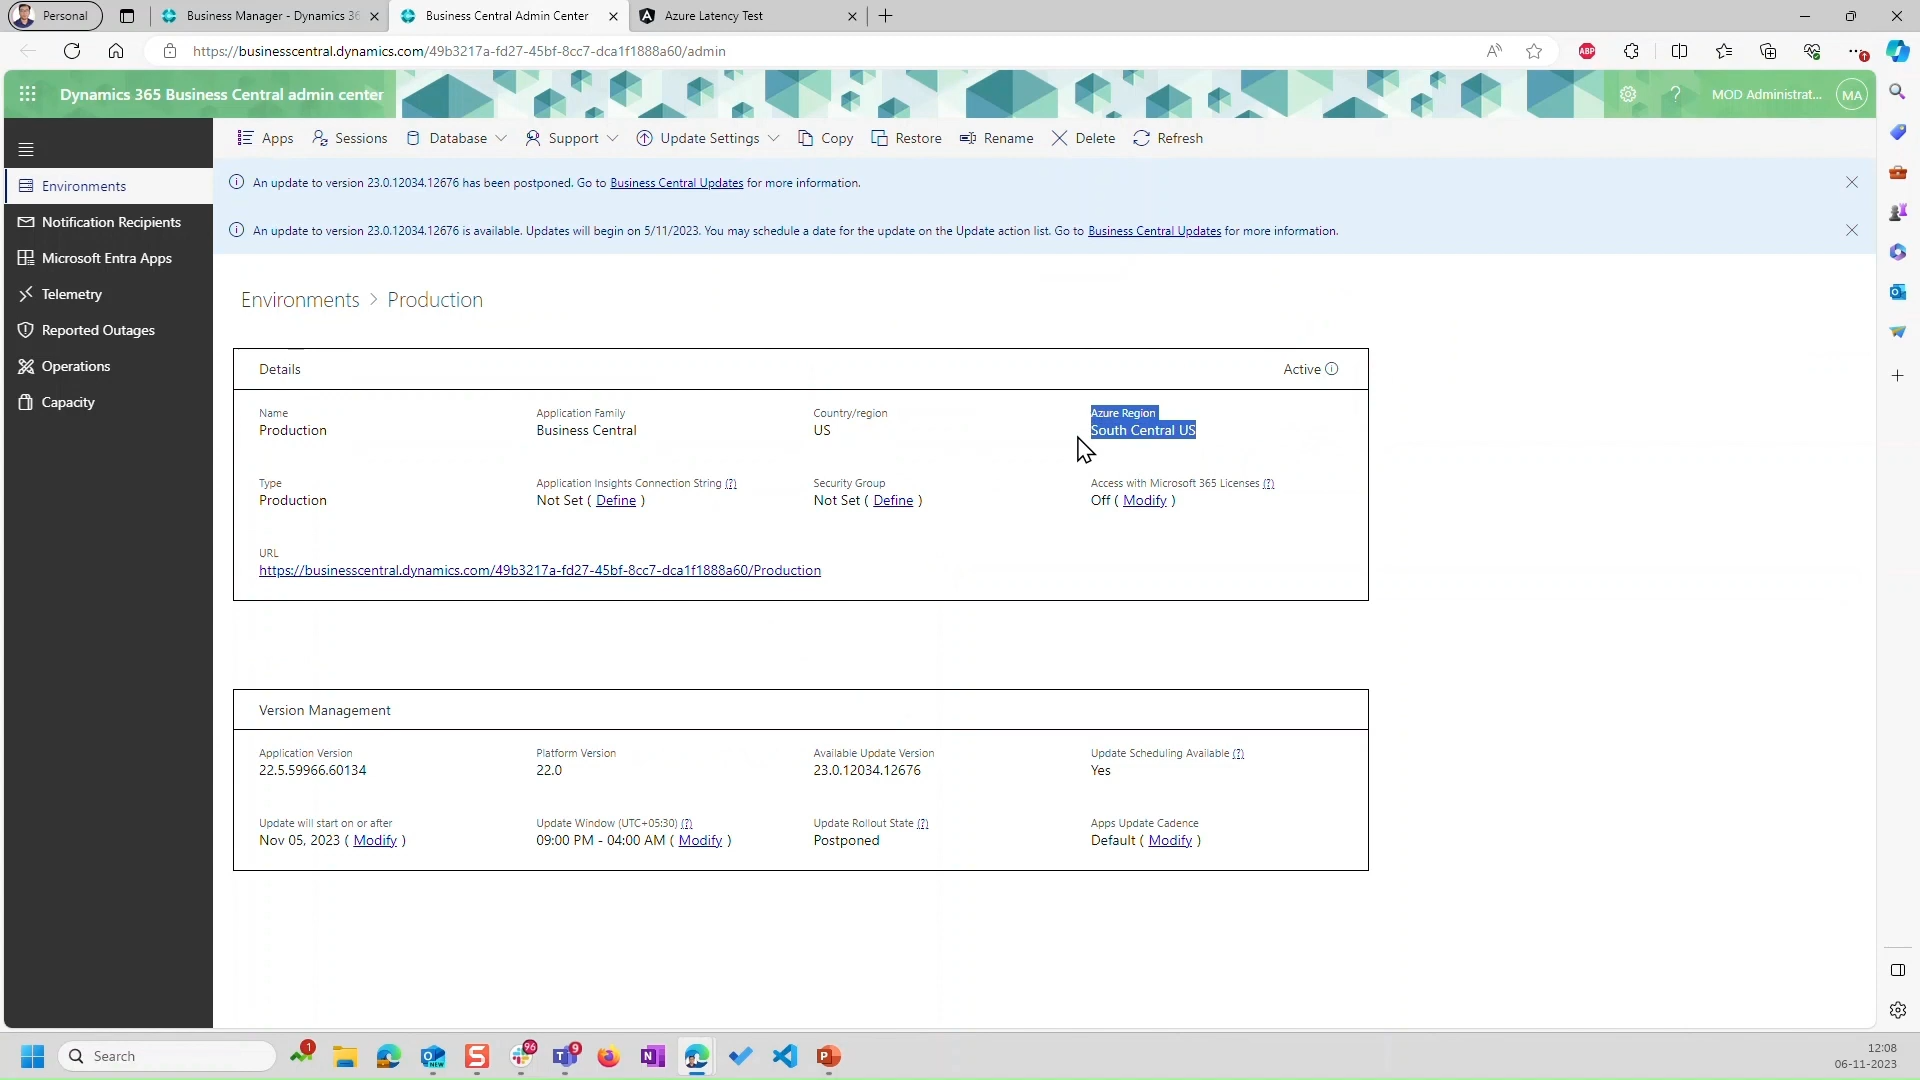 Personal
Business Manager - Dynamics 36
Business Central Admin Center
Azure Latency Test
https://businesscentral.dynamics.com/49b3217a-fd27-45bf-8cc7-dca1f1888a60/admin
ABP
Dynamics 365 Business Central admin center
MOD Administrat...
MA
Apps
Sessions
Database
Support
Update Settings
Copy
Restore
Rename
Delete
Refresh
Environments
Notification Recipients
Microsoft Entra Apps
Telemetry
Reported Outages
Operations
Capacity
An update to version 23.0.12034.12676 has been postponed. Go to Business Central Updates for more information.
An update to version 23.0.12034.12676 is available. Updates will begin on 5/11/2023. You may schedule a date for the update on the Update action list. Go to Business Central Updates for more information.
Environments > Production
Details
Active
Name
Production
Application Family
Business Central
Country/region
US
Azure Region
South Central US
Type
Production
Application Insights Connection String (?)
Not Set ( Define )
Security Group
Not Set ( Define )
Access with Microsoft 365 Licenses (?)
Off ( Modify )
URL
https://businesscentral.dynamics.com/49b3217a-fd27-45bf-8cc7-dca1f1888a60/Production
Version Management
Application Version
22.5.59966.60134
Platform Version
22.0
Available Update Version
23.0.12034.12676
Update Scheduling Available (?)
Yes
Update will start on or after
Nov 05, 2023 ( Modify )
Update Window (UTC+05:30) (?)
09:00 PM - 04:00 AM ( Modify )
Update Rollout State (?)
Postponed
Apps Update Cadence
Default ( Modify )
Search
1
NEW
96
9
12:08
06-11-2023